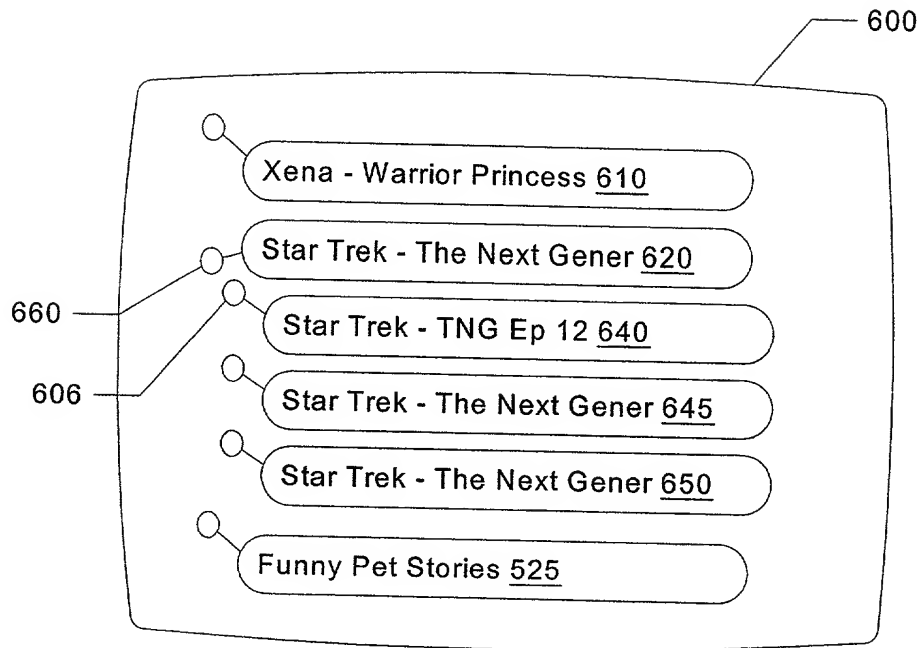 600
Xena - Warrior Princess 610
Star Trek - The Next Gener 620
660
Star Trek - TNG Ep 12 640
606
Star Trek - The Next Gener 645
Star Trek - The Next Gener 650
Funny Pet Stories 525